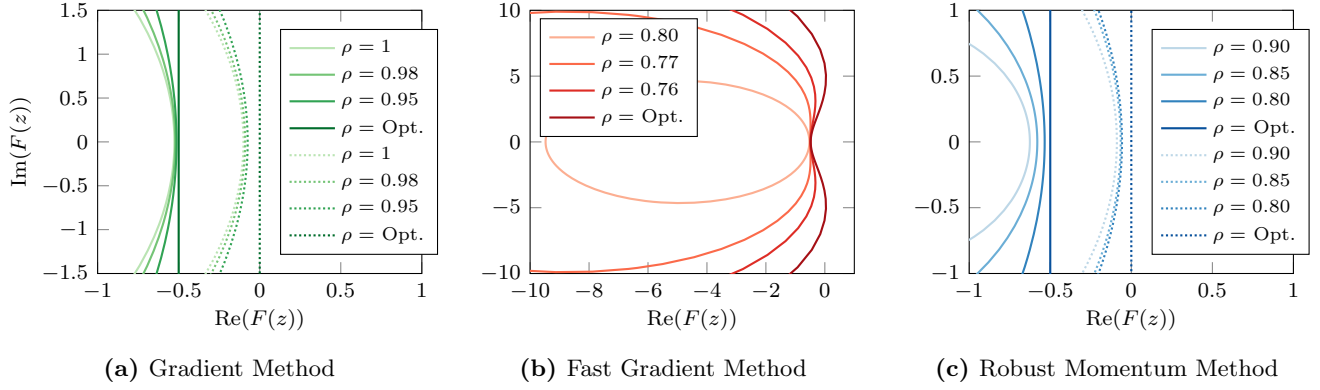 1.5
1
0.5
0
−0.5
−1
−1.5
Im(F(z))
−1
−0.5
0
0.5
1
Re(F(z))
ρ = 1
ρ = 0.98
ρ = 0.95
ρ = Opt.
ρ = 1
ρ = 0.98
ρ = 0.95
ρ = Opt.
(a) Gradient Method
10
5
0
−5
−10
−10
−8
−6
−4
−2
0
Re(F(z))
ρ = 0.80
ρ = 0.77
ρ = 0.76
ρ = Opt.
(b) Fast Gradient Method
1
0.5
0
−0.5
−1
−1
−0.5
0
0.5
1
Re(F(z))
ρ = 0.90
ρ = 0.85
ρ = 0.80
ρ = Opt.
ρ = 0.90
ρ = 0.85
ρ = 0.80
ρ = Opt.
(c) Robust Momentum Method